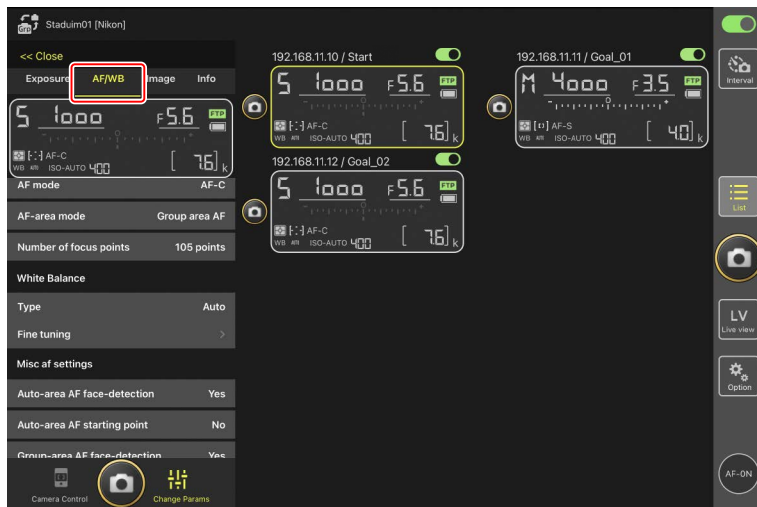 Grp Staduim01 [Nikon]
<< Close
Exposure AF/WB Image Info
S 1000 F5.6 FTP
AF-C
WB ISO-AUTO 400 [ 7.6] k
AF mode AF-C
AF-area mode Group area AF
Number of focus points 105 points
White Balance
Type Auto
Fine tuning >
Misc af settings
Auto-area AF face-detection Yes
Auto-area AF starting point No
Group-area AF face-detection Yes
Camera Control Change Params
192.168.11.10 / Start
S 1000 F5.6 FTP
AF-C
WB ISO-AUTO 400 [ 7.6] k
192.168.11.11 / Goal_01
M 4000 F3.5 FTP
AF-S
WB ISO-AUTO 400 [ 4.0] k
192.168.11.12 / Goal_02
S 1000 F5.6 FTP
AF-C
WB ISO-AUTO 400 [ 7.6] k
Interval
List
LV
Live view
Option
AF-ON